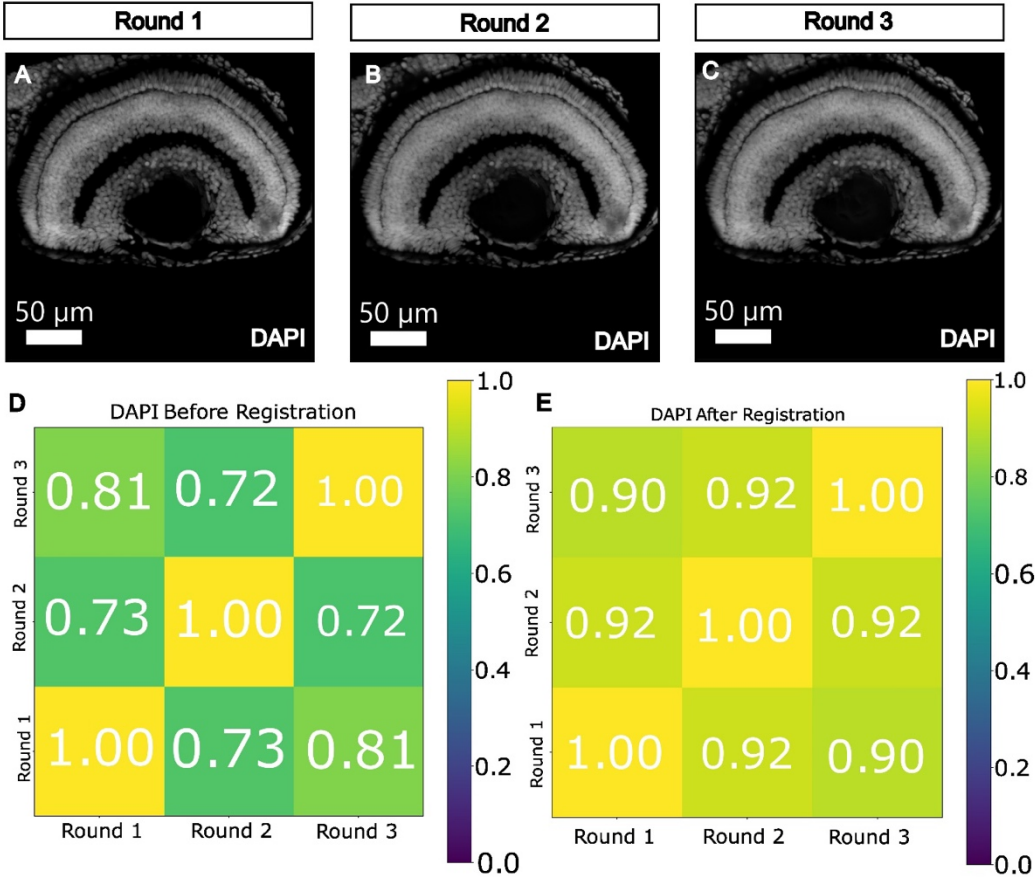 Round 1
Round 2
Round 3
A
B
C
50 µm
DAPI
50 µm
DAPI
50 µm
DAPI
D
DAPI Before Registration
Round 3
0.81
0.72
1.00
Round 2
0.73
1.00
0.72
Round 1
1.00
0.73
0.81
Round 1
Round 2
Round 3
1.0
0.8
0.6
0.4
0.2
0.0
E
DAPI After Registration
Round 3
0.90
0.92
1.00
Round 2
0.92
1.00
0.92
Round 1
1.00
0.92
0.90
Round 1
Round 2
Round 3
1.0
0.8
0.6
0.4
0.2
0.0